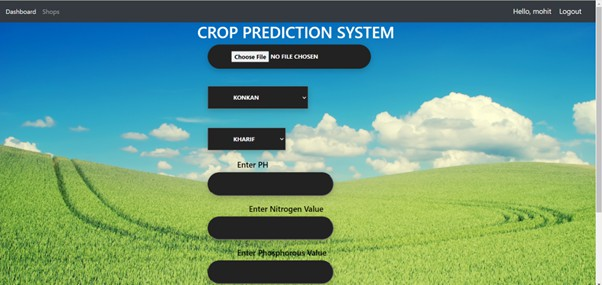 Dashboard Shops Hello, mohit Logout
CROP PREDICTION SYSTEM
Choose File NO FILE CHOSEN
KONKAN
KHARIF
Enter PH
Enter Nitrogen Value
Enter Phosphorous Value